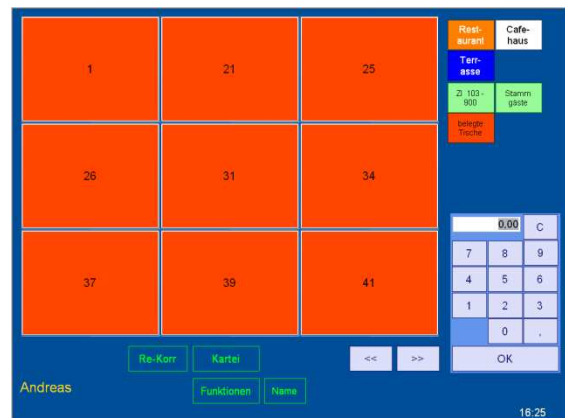 1 21 25
26 31 34
37 39 41
Rest-
aurant
Cafe-
haus
Terr-
asse
ZI 103 -
900
Stamm
gäste
belegte
Tische
0,00 C
7 8 9
4 5 6
1 2 3
0 ,
OK
Re-Korr Kartei << >>
Andreas Funktionen Name
16:25